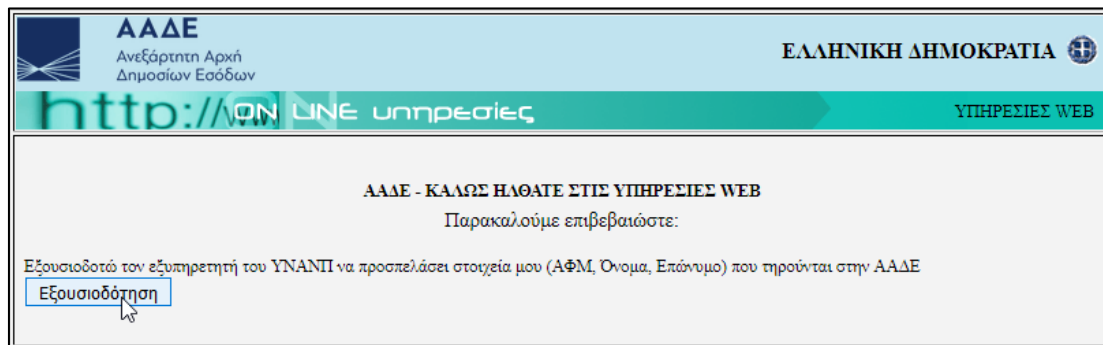 ΑΑΔΕ
Ανεξάρτητη Αρχή
Δημοσίων Εσόδων
ΕΛΛΗΝΙΚΗ ΔΗΜΟΚΡΑΤΙΑ
http://ww ON LINE υπηρεσίες
ΥΠΗΡΕΣΙΕΣ WEB
ΑΑΔΕ - ΚΑΛΩΣ ΗΛΘΑΤΕ ΣΤΙΣ ΥΠΗΡΕΣΙΕΣ WEB
Παρακαλούμε επιβεβαιώστε:
Εξουσιοδοτώ τον εξυπηρετητή του ΥΝΑΝΠ να προσπελάσει στοιχεία μου (ΑΦΜ, Όνομα, Επώνυμο) που τηρούνται στην ΑΑΔΕ
Εξουσιοδότηση